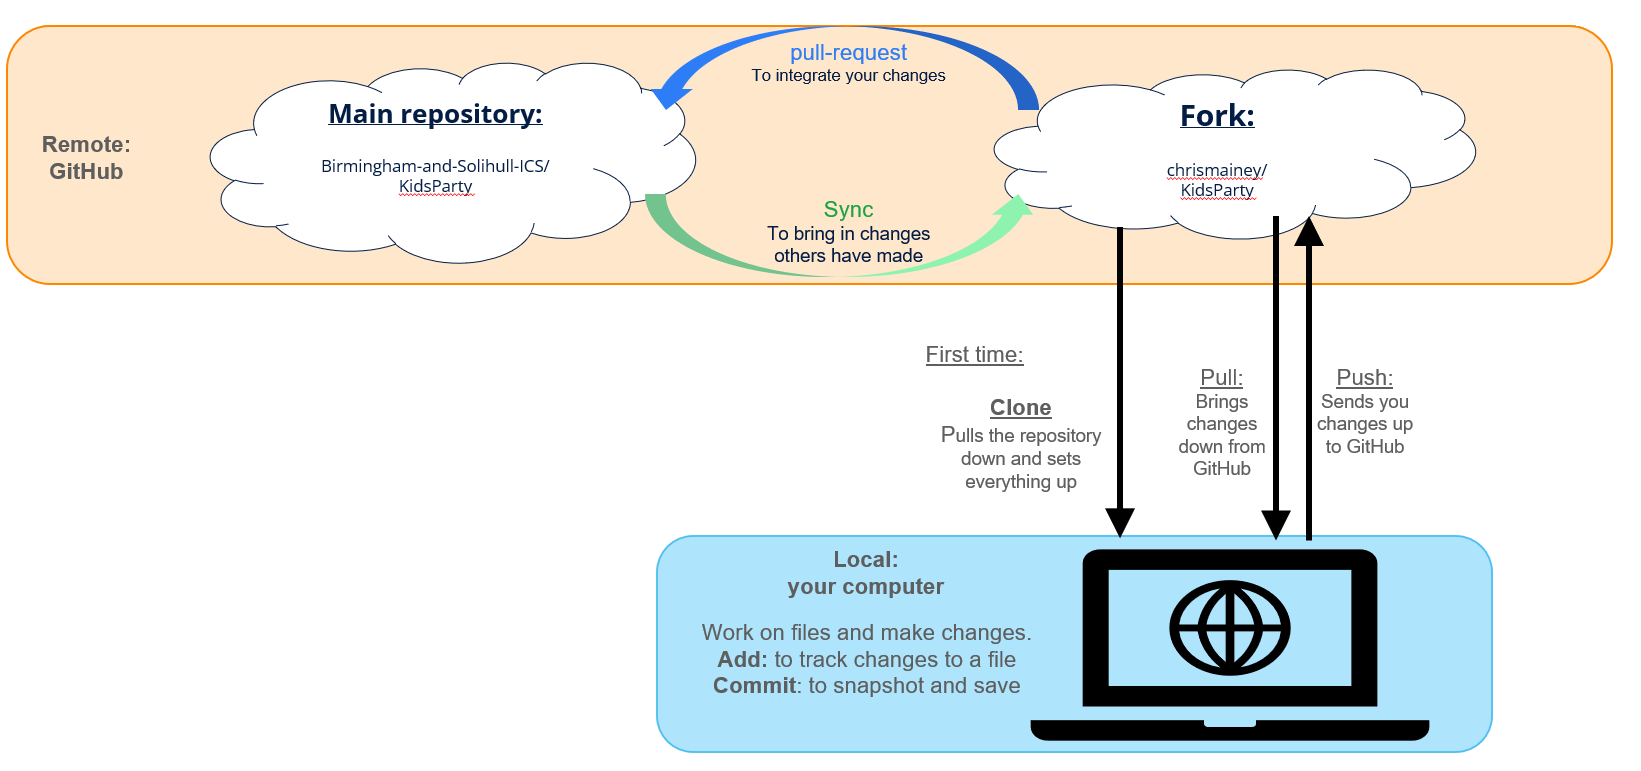 pull-request
To integrate your changes
Main repository:
Fork:
Remote:
GitHub
Birmingham-and-Solihull-ICS/
KidsParty
chrismainey/
KidsParty
Sync
To bring in changes
others have made
First time:
Clone
Pulls the repository
down and sets
everything up
Pull:
Brings
changes
down from
GitHub
Push:
Sends you
changes up
to GitHub
Local:
your computer
Work on files and make changes.
Add: to track changes to a file
Commit: to snapshot and save